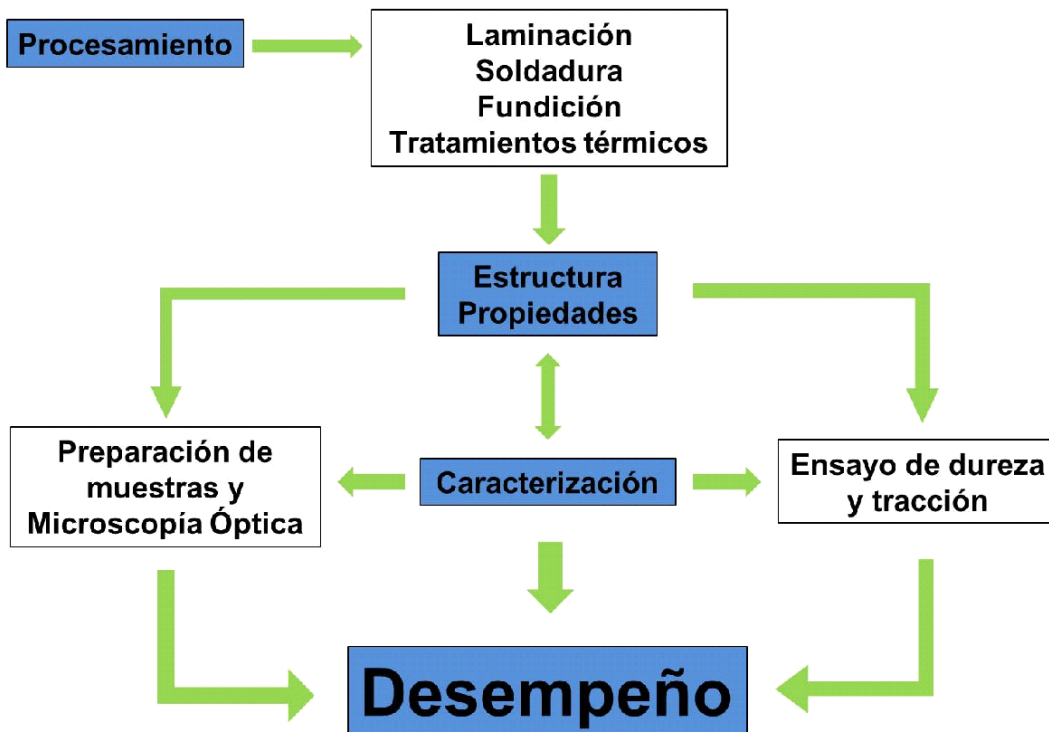 Procesamiento
Laminación
Soldadura
Fundición
Tratamientos térmicos
Estructura
Propiedades
Preparación de
muestras y
Microscopía Óptica
Caracterización
Ensayo de dureza
y tracción
Desempeño